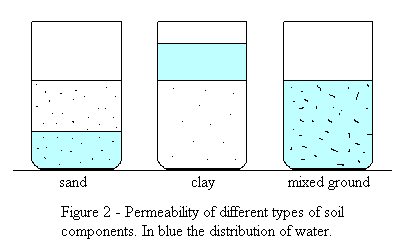 sand clay mixed ground
Figure 2 - Permeability of different types of soil
components. In blue the distribution of water.